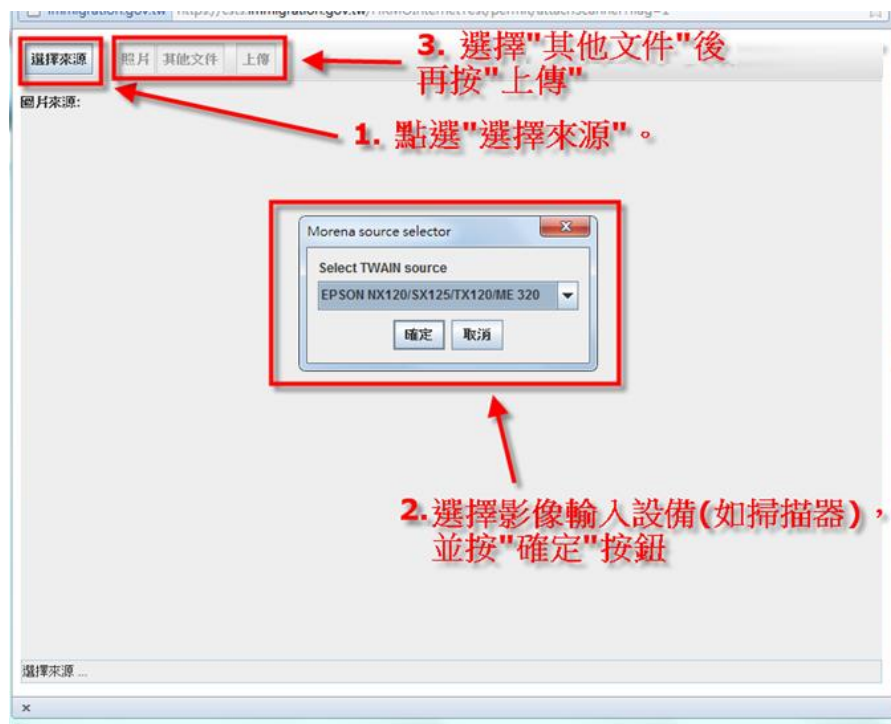 immigration.gov.tw
選擇來源 照片 其他文件 上傳
3. 選擇"其他文件"後
再按"上傳"
圖片來源:
1. 點選"選擇來源"。
Morena source selector
Select TWAIN source
EPSON NX120/SX125/TX120/ME 320
確定 取消
2.選擇影像輸入設備(如掃描器)，
並按"確定"按鈕
選擇來源 ...